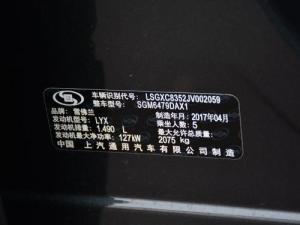 车辆识别代号: LSGXC8352JV002059
整车型号: SGM6479DAX1
品牌: 雪佛兰 制造年月: 2017年04月
发动机型号: LYX 乘坐人数: 5
发动机排量: 1.490 L 最大允许总质量:
发动机最大净功率: 127kW 2075 kg
中国 上汽通用汽车有限公司制造